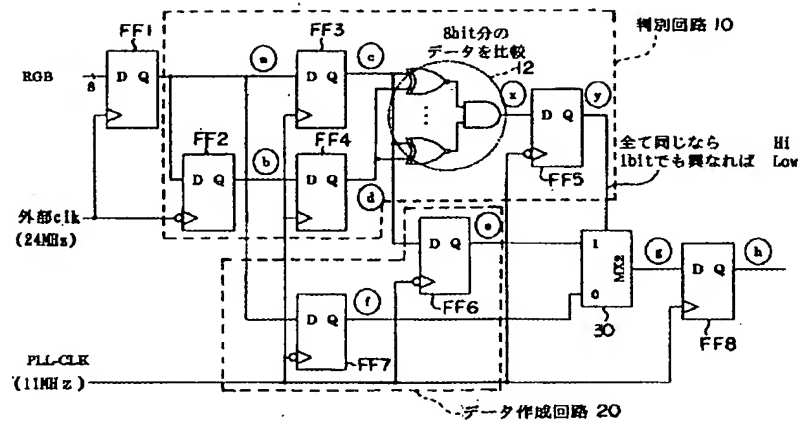 FF1
RGB
8
D Q
a
FF3
D Q
c
8bit分の
データを比較
12
x
y
判別回路 10
FF2
D Q
b
FF4
D Q
d
D Q
FF5
全て同じなら Hi
1bitでも異なれば Low
外部clk
(24MHz)
D Q
e
FF6
1
MX2
0
30
g
D Q
h
FF8
D Q
f
FF7
PLL-CLK
(11MHz)
データ作成回路 20